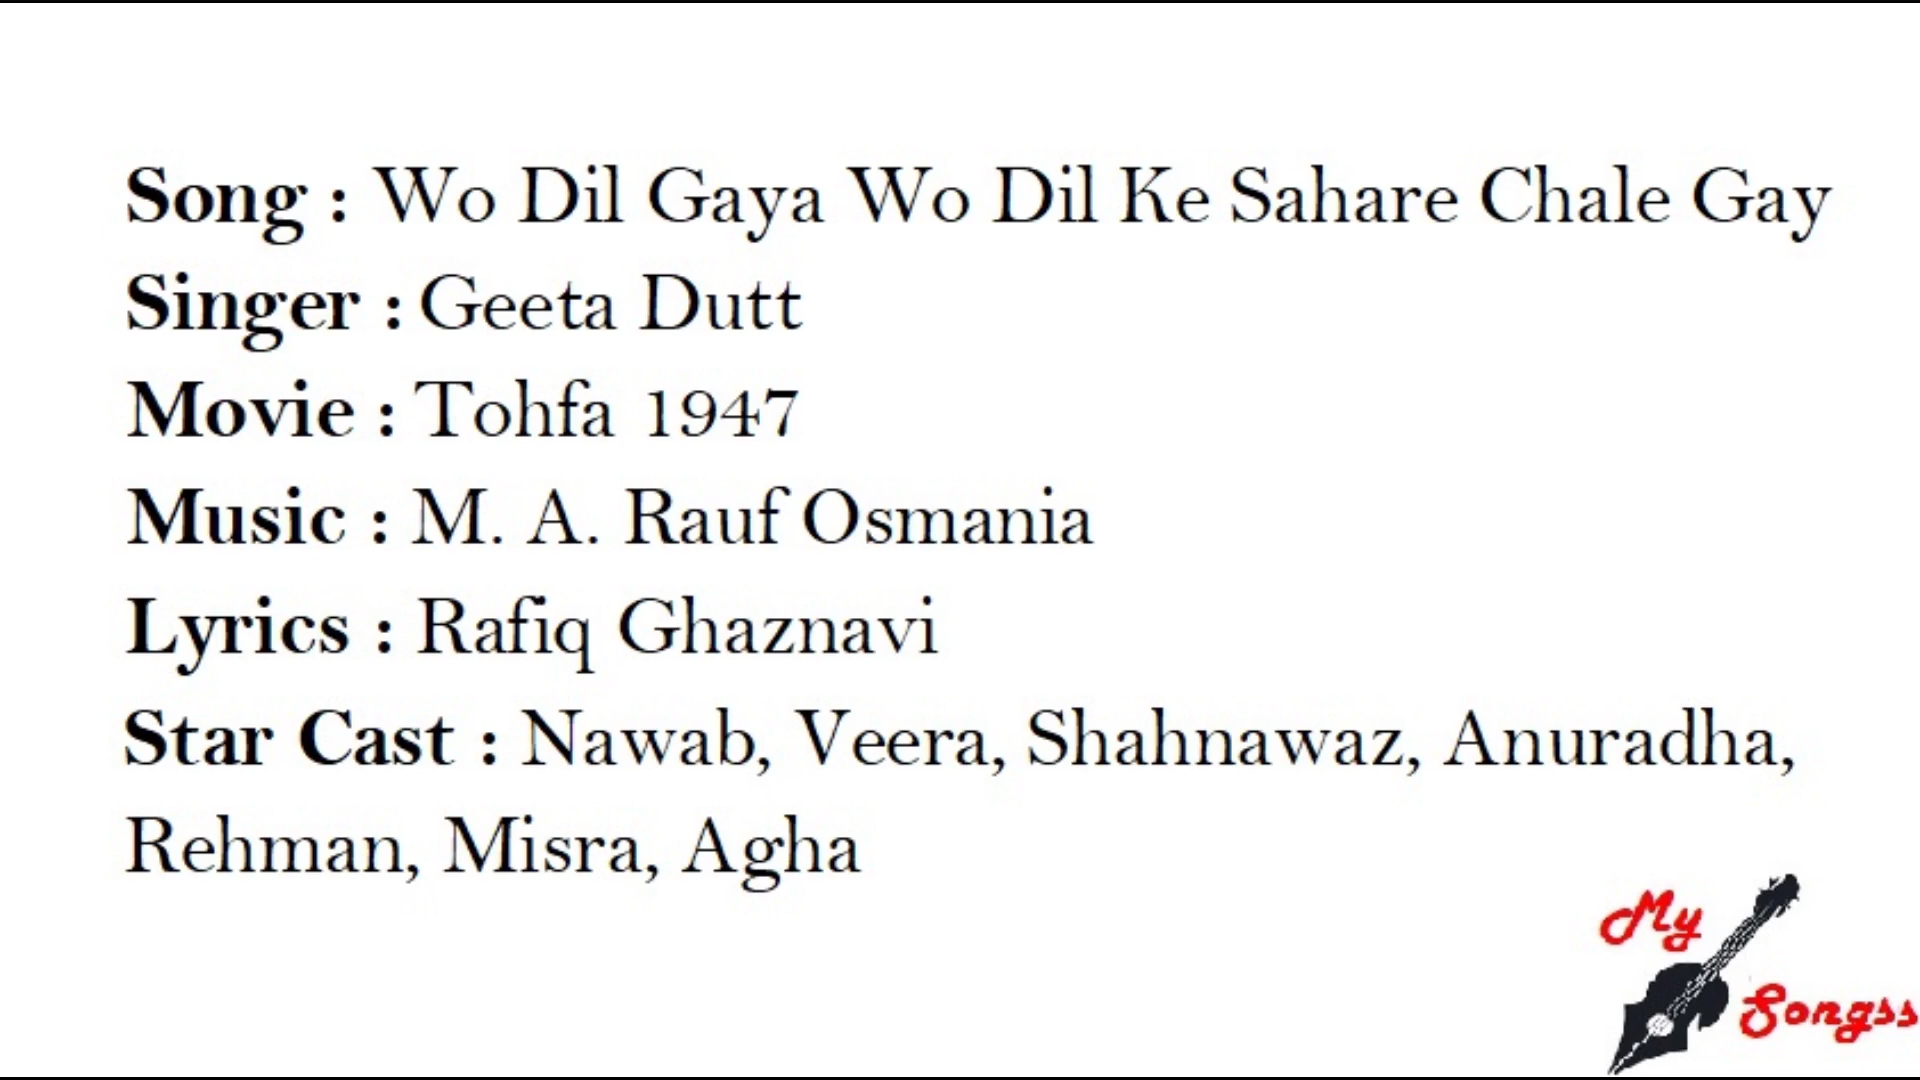 Song : Wo Dil Gaya Wo Dil Ke Sahare Chale Gay
Singer : Geeta Dutt
Movie : Tohfa 1947
Music : M. A. Rauf Osmania
Lyrics : Rafiq Ghaznavi
Star Cast : Nawab, Veera, Shahnawaz, Anuradha,
Rehman, Misra, Agha
My
Songss